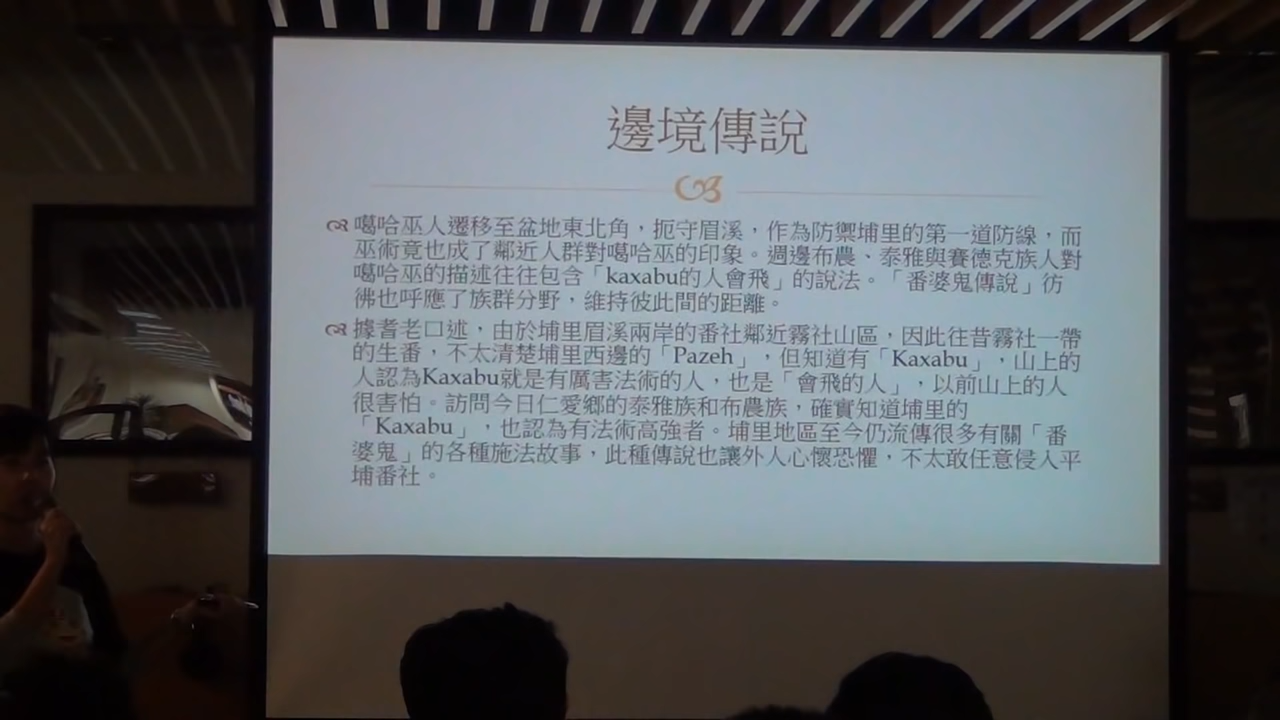 邊境傳說
噶哈巫人遷移至盆地東北角，扼守眉溪，作為防禦埔里的第一道防線，而
巫術竟也成了鄰近人群對噶哈巫的印象。週邊布農、泰雅與賽德克族人對
噶哈巫的描述往往包含「kaxabu的人會飛」的說法。「番婆鬼傳說」彷
彿也呼應了族群分野，維持彼此間的距離。
據耆老口述，由於埔里眉溪兩岸的番社鄰近霧社山區，因此往昔霧社一帶
的生番，不太清楚埔里西邊的「Pazeh」，但知道有「Kaxabu」，山上的
人認為Kaxabu就是有厲害法術的人，也是「會飛的人」，以前山上的人
很害怕。訪問今日仁愛鄉的泰雅族和布農族，確實知道埔里的
「Kaxabu」，也認為有法術高強者。埔里地區至今仍流傳很多有關「番
婆鬼」的各種施法故事，此種傳說也讓外人心懷恐懼，不太敢任意侵入平
埔番社。